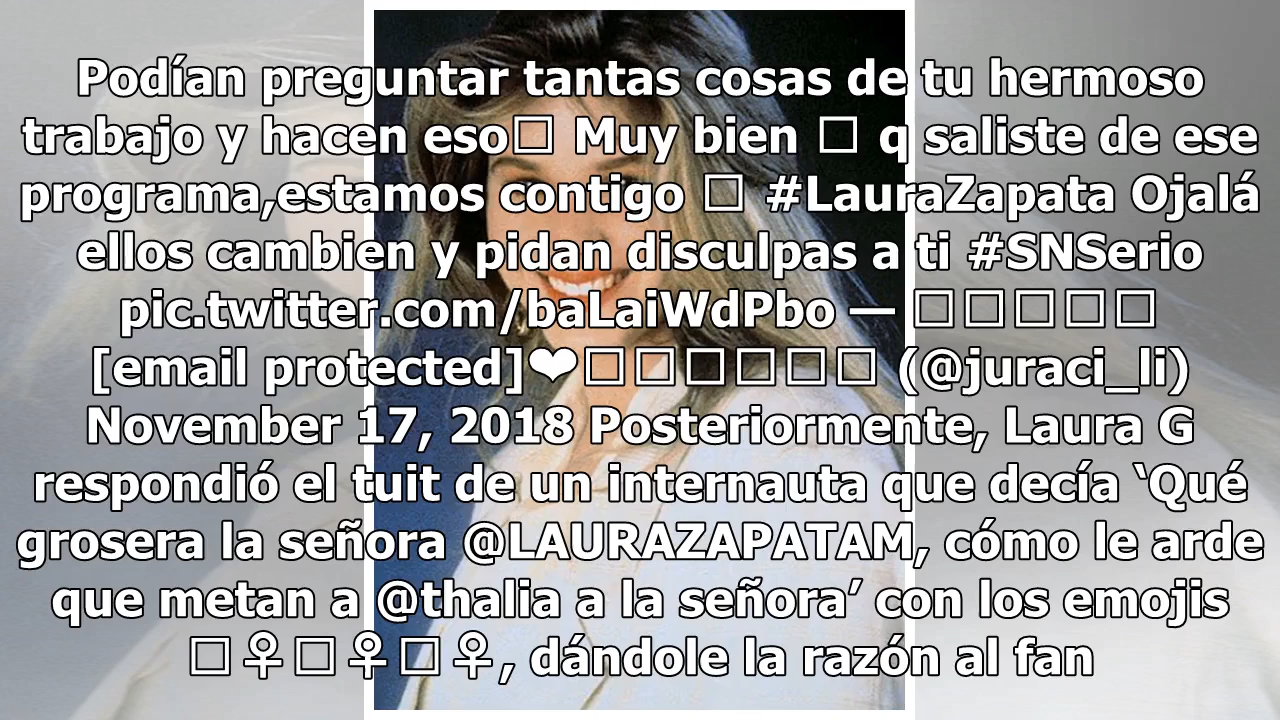 Podían preguntar tantas cosas de tu hermoso
trabajo y hacen eso□ Muy bien □ q saliste de ese
programa,estamos contigo □ #LauraZapata Ojalá
ellos cambien y pidan disculpas a ti #SNSerio
pic.twitter.com/baLaiWdPbo — □□□□□
[email protected]❤□□□□□□ (@juraci_li)
November 17, 2018 Posteriormente, Laura G
respondió el tuit de un internauta que decía ‘Qué
grosera la señora @LAURAZAPATAM, cómo le arde
que metan a @thalia a la señora’ con los emojis
□♀□♀□♀, dándole la razón al fan